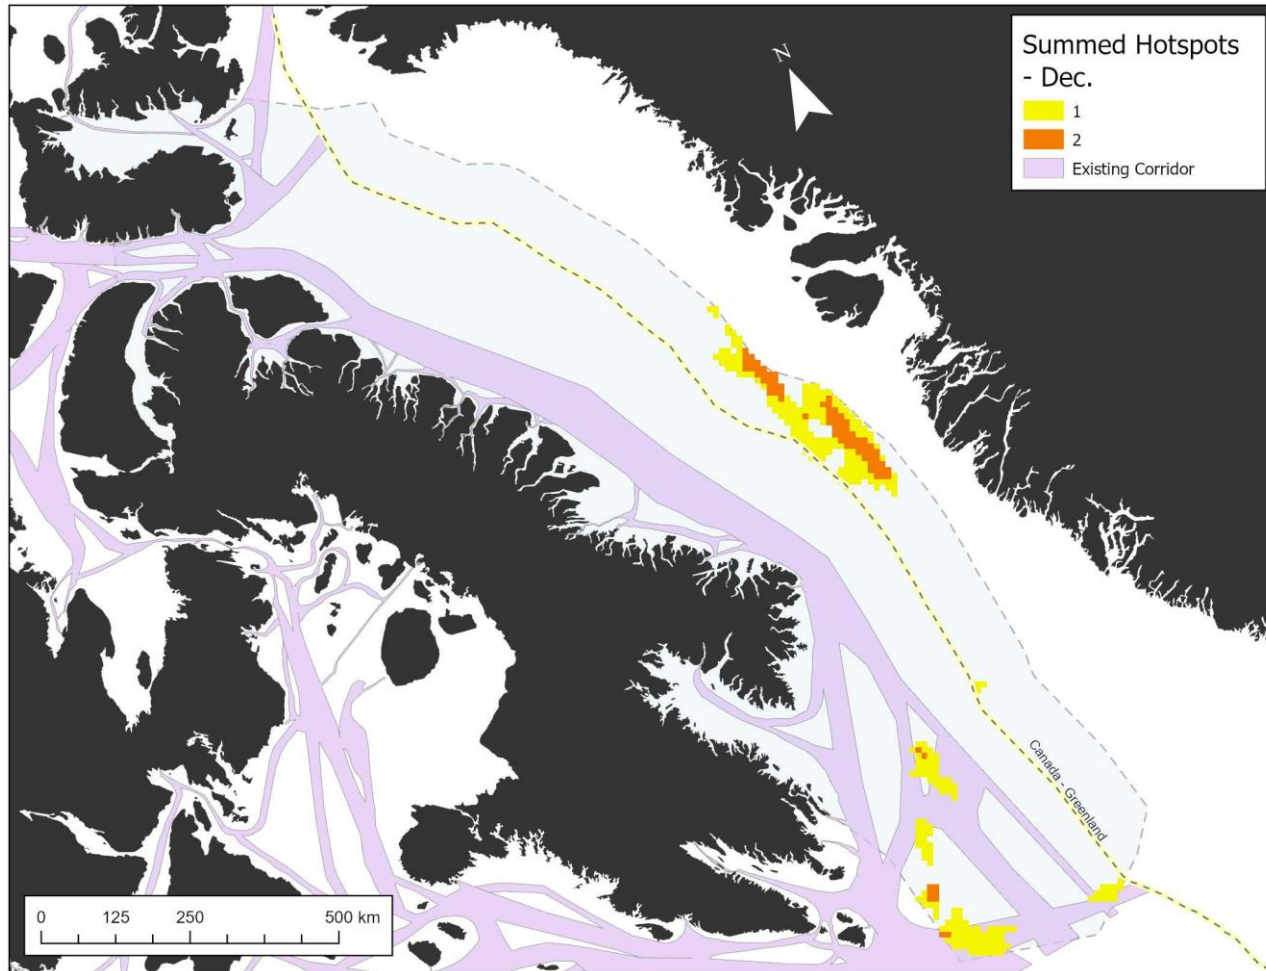 Summed Hotspots
- Dec.
1
2
Existing Corridor
N
Canada - Greenland
0 125 250 500 km